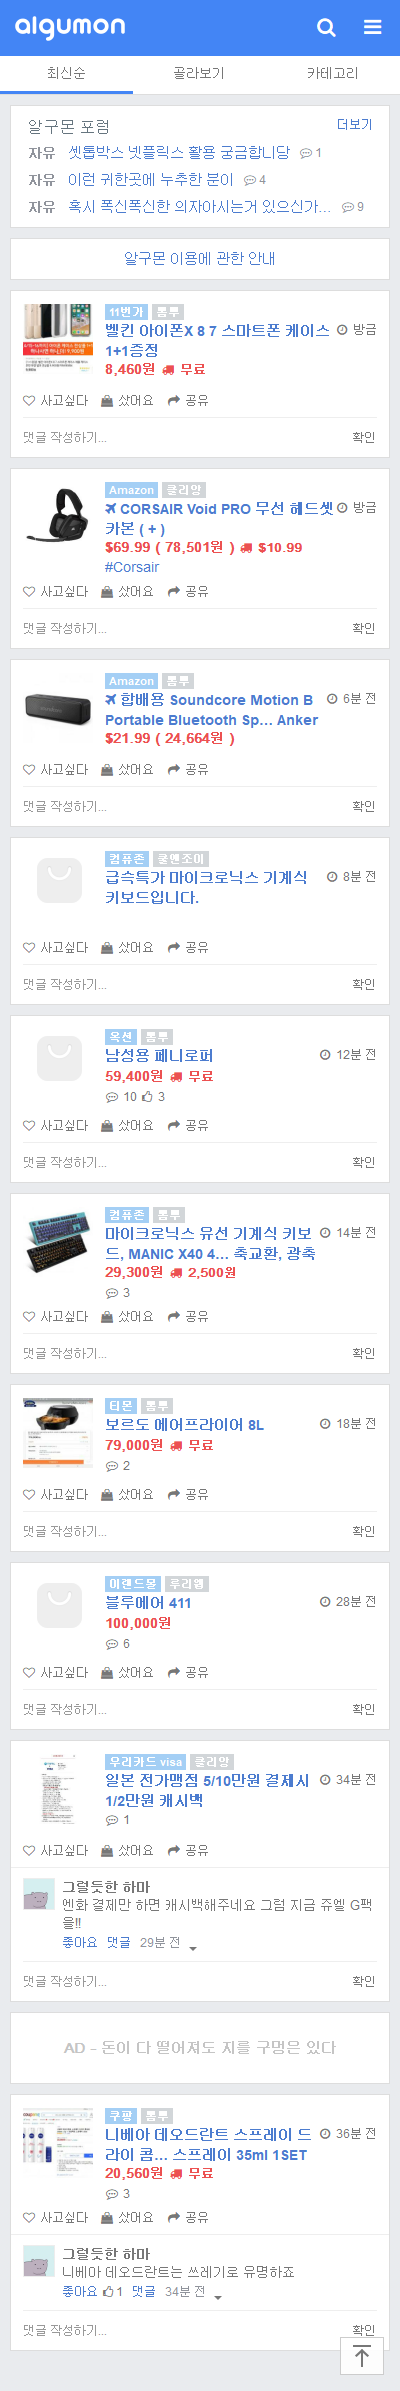 algumon
최신순 골라보기 카테고리
알구몬 포럼 더보기
자유 셋톱박스 넷플릭스 활용 궁금합니당 1
자유 이런 귀한곳에 누추한 분이 4
자유 혹시 푹신푹신한 의자아시는거 있으신가... 9
알구몬 이용에 관한 안내
11번가 뽐뿌
벨킨 아이폰X 8 7 스마트폰 케이스 방금
1+1증정
8,460원 무료
사고싶다 샀어요 공유
댓글 작성하기... 확인
Amazon 클리앙
CORSAIR Void PRO 무선 헤드셋 방금
카본 ( + )
$69.99 ( 78,501원 ) $10.99
#Corsair
사고싶다 샀어요 공유
댓글 작성하기... 확인
Amazon 뽐뿌
합배용 Soundcore Motion B 6분 전
Portable Bluetooth Sp... Anker
$21.99 ( 24,664원 )
사고싶다 샀어요 공유
댓글 작성하기... 확인
컴퓨존 쿨엔조이
급측특가 마이크로닉스 기계식 8분 전
키보드입니다.
사고싶다 샀어요 공유
댓글 작성하기... 확인
옥션 뽐뿌
남성용 페니로퍼 12분 전
59,400원 무료
10 3
사고싶다 샀어요 공유
댓글 작성하기... 확인
컴퓨존 뽐뿌
마이크로닉스 유선 기계식 키보 14분 전
드, MANIC X40 4... 축교환, 광축
29,300원 2,500원
3
사고싶다 샀어요 공유
댓글 작성하기... 확인
티몬 뽐뿌
보르도 에어프라이어 8L 18분 전
79,000원 무료
2
사고싶다 샀어요 공유
댓글 작성하기... 확인
이랜드몰 루리웹
블루에어 411 28분 전
100,000원
6
사고싶다 샀어요 공유
댓글 작성하기... 확인
우리카드 visa 클리앙
일본 전가맹점 5/10만원 결제시 34분 전
1/2만원 캐시백
1
사고싶다 샀어요 공유
그럴듯한 하마
엔화 결제만 하면 캐시백해주네요 그럼 지금 쥬엘 G팩
을!!
좋아요 댓글 29분 전
댓글 작성하기... 확인
AD - 돈이 다 떨어져도 지를 구멍은 있다
쿠팡 뽐뿌
니베아 데오드란트 스프레이 드 36분 전
라이 콤... 스프레이 35ml 1SET
20,560원 무료
3
사고싶다 샀어요 공유
그럴듯한 하마
니베아 데오드란트는 쓰레기로 유명하죠
좋아요 1 댓글 34분 전
댓글 작성하기... 확인